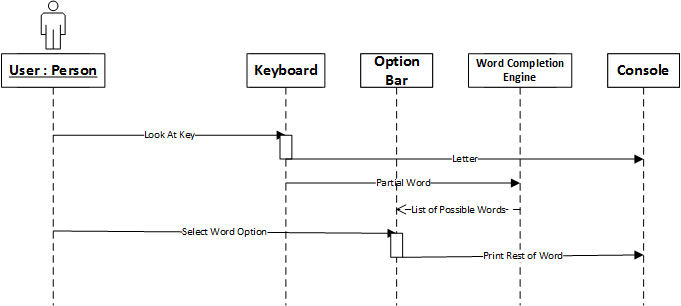 User : Person
Keyboard
Option
Bar
Word Completion
Engine
Console
Look At Key
Letter
Partial Word
List of Possible Words
Select Word Option
Print Rest of Word